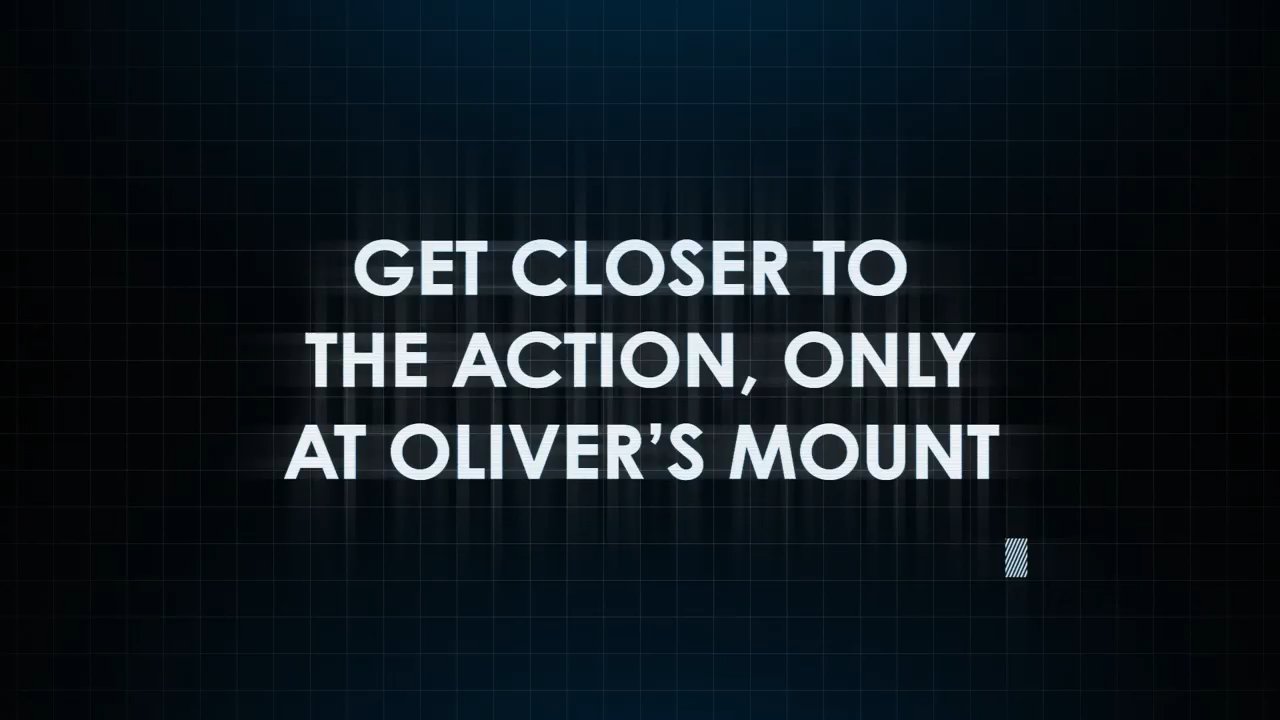 GET CLOSER TO
THE ACTION, ONLY
AT OLIVER’S MOUNT